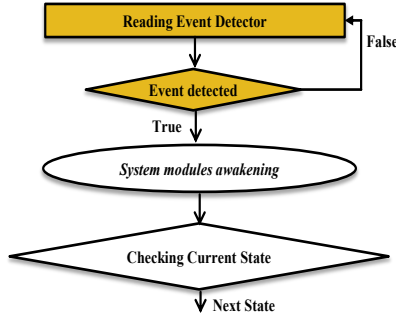 Reading Event Detector
False
Event detected
True
System modules awakening
Checking Current State
Next State